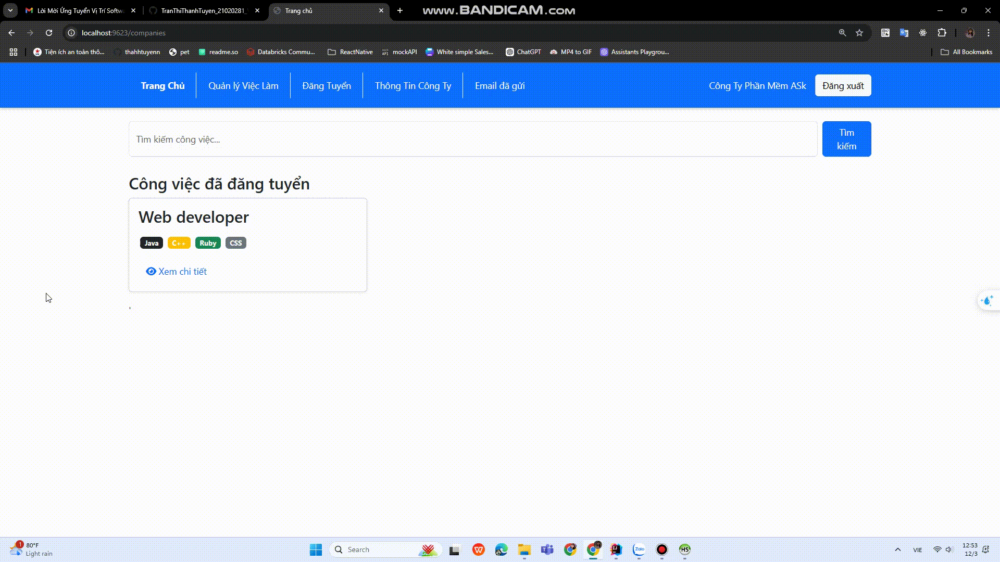 Lời Mời Ứng Tuyển Vị Trí Softwa
TranThiThanhTuyen_21020281_
Trang chủ
www.BANDICAM.com
localhost:9623/companies
Tiện ích an toàn thô...
thahhtuyenn
pet
readme.so
Databricks Commu...
ReactNative
mockAPI
White simple Sales...
ChatGPT
MP4 to GIF
Assistants Playgrou...
All Bookmarks
Trang Chủ
Quản lý Việc Làm
Đăng Tuyển
Thông Tin Công Ty
Email đã gửi
Công Ty Phần Mềm ASk
Đăng xuất
Tìm kiếm công việc...
Tìm
kiếm
Công việc đã đăng tuyển
Web developer
Java
C++
Ruby
CSS
Xem chi tiết
'
1
80°F
Light rain
Search
Zalo
HS
VIE
12:53
12/3